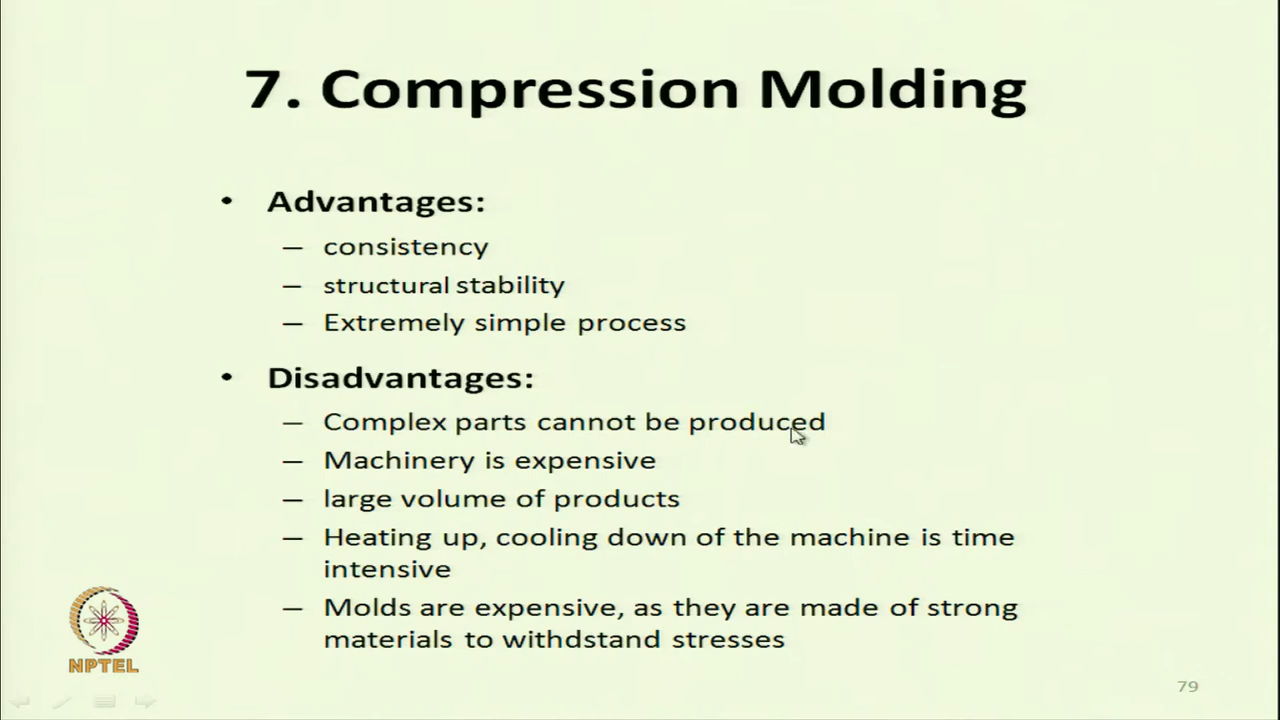 7. Compression Molding
• Advantages:
– consistency
– structural stability
– Extremely simple process
• Disadvantages:
– Complex parts cannot be produced
– Machinery is expensive
– large volume of products
– Heating up, cooling down of the machine is time
intensive
– Molds are expensive, as they are made of strong
materials to withdstand stresses
NPTEL
79